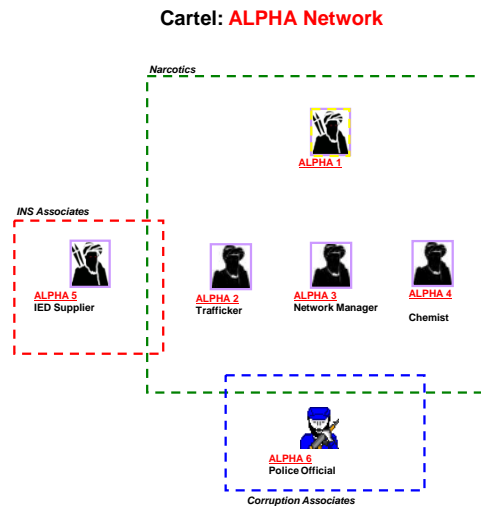 Cartel: ALPHA Network
Narcotics
ALPHA 1
INS Associates
ALPHA 5
IED Supplier
ALPHA 2
Trafficker
ALPHA 3
Network Manager
ALPHA 4
Chemist
ALPHA 6
Police Official
Corruption Associates